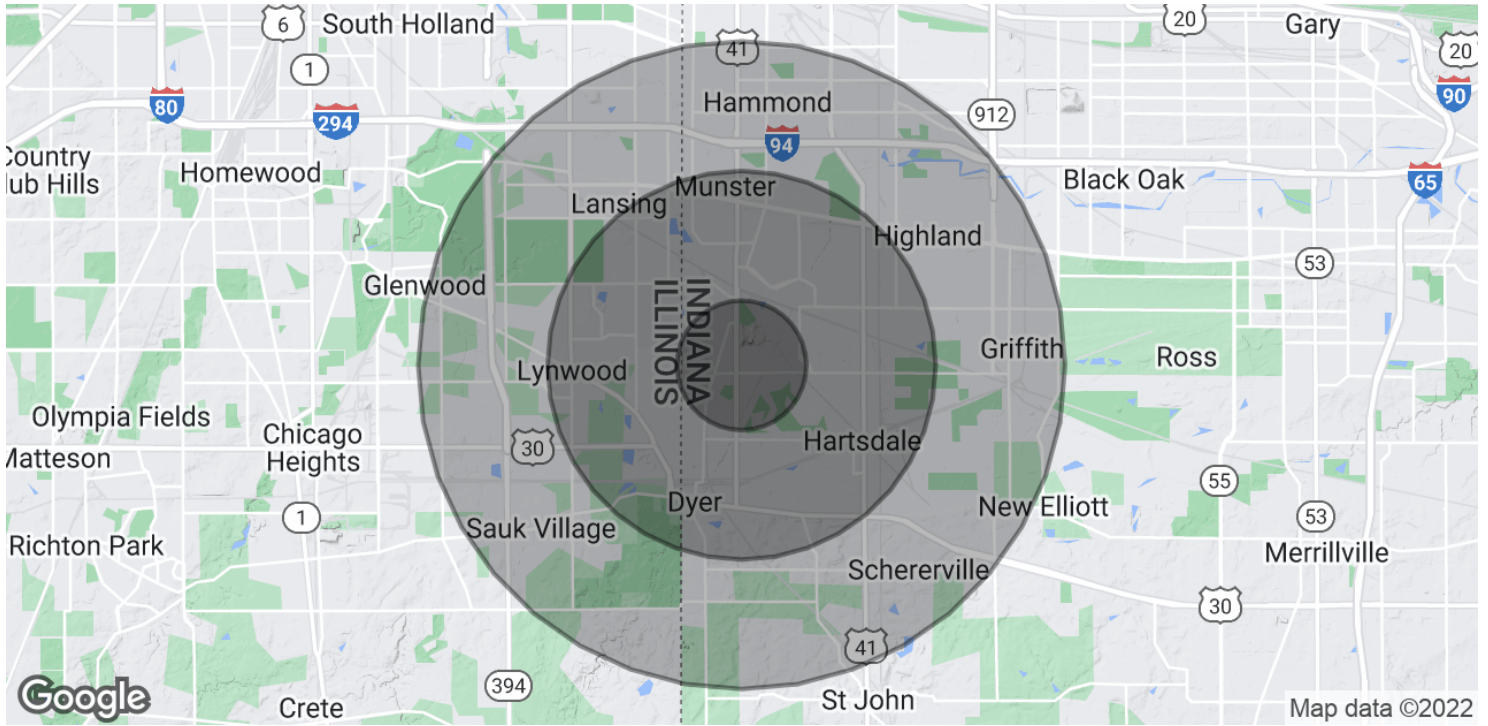 6
South Holland
41
20
Gary
20
1
80
294
Hammond
912
90
94
Country
lub Hills
Homewood
Munster
Black Oak
65
Lansing
Highland
53
Glenwood
INDIANA
ILLINOIS
Griffith
Ross
Lynwood
Olympia Fields
Chicago
Heights
Matteson
30
Hartsdale
55
1
Dyer
New Elliott
53
Sauk Village
Richton Park
Merrillville
Schererville
30
41
394
St John
Google
Crete
Map data ©2022